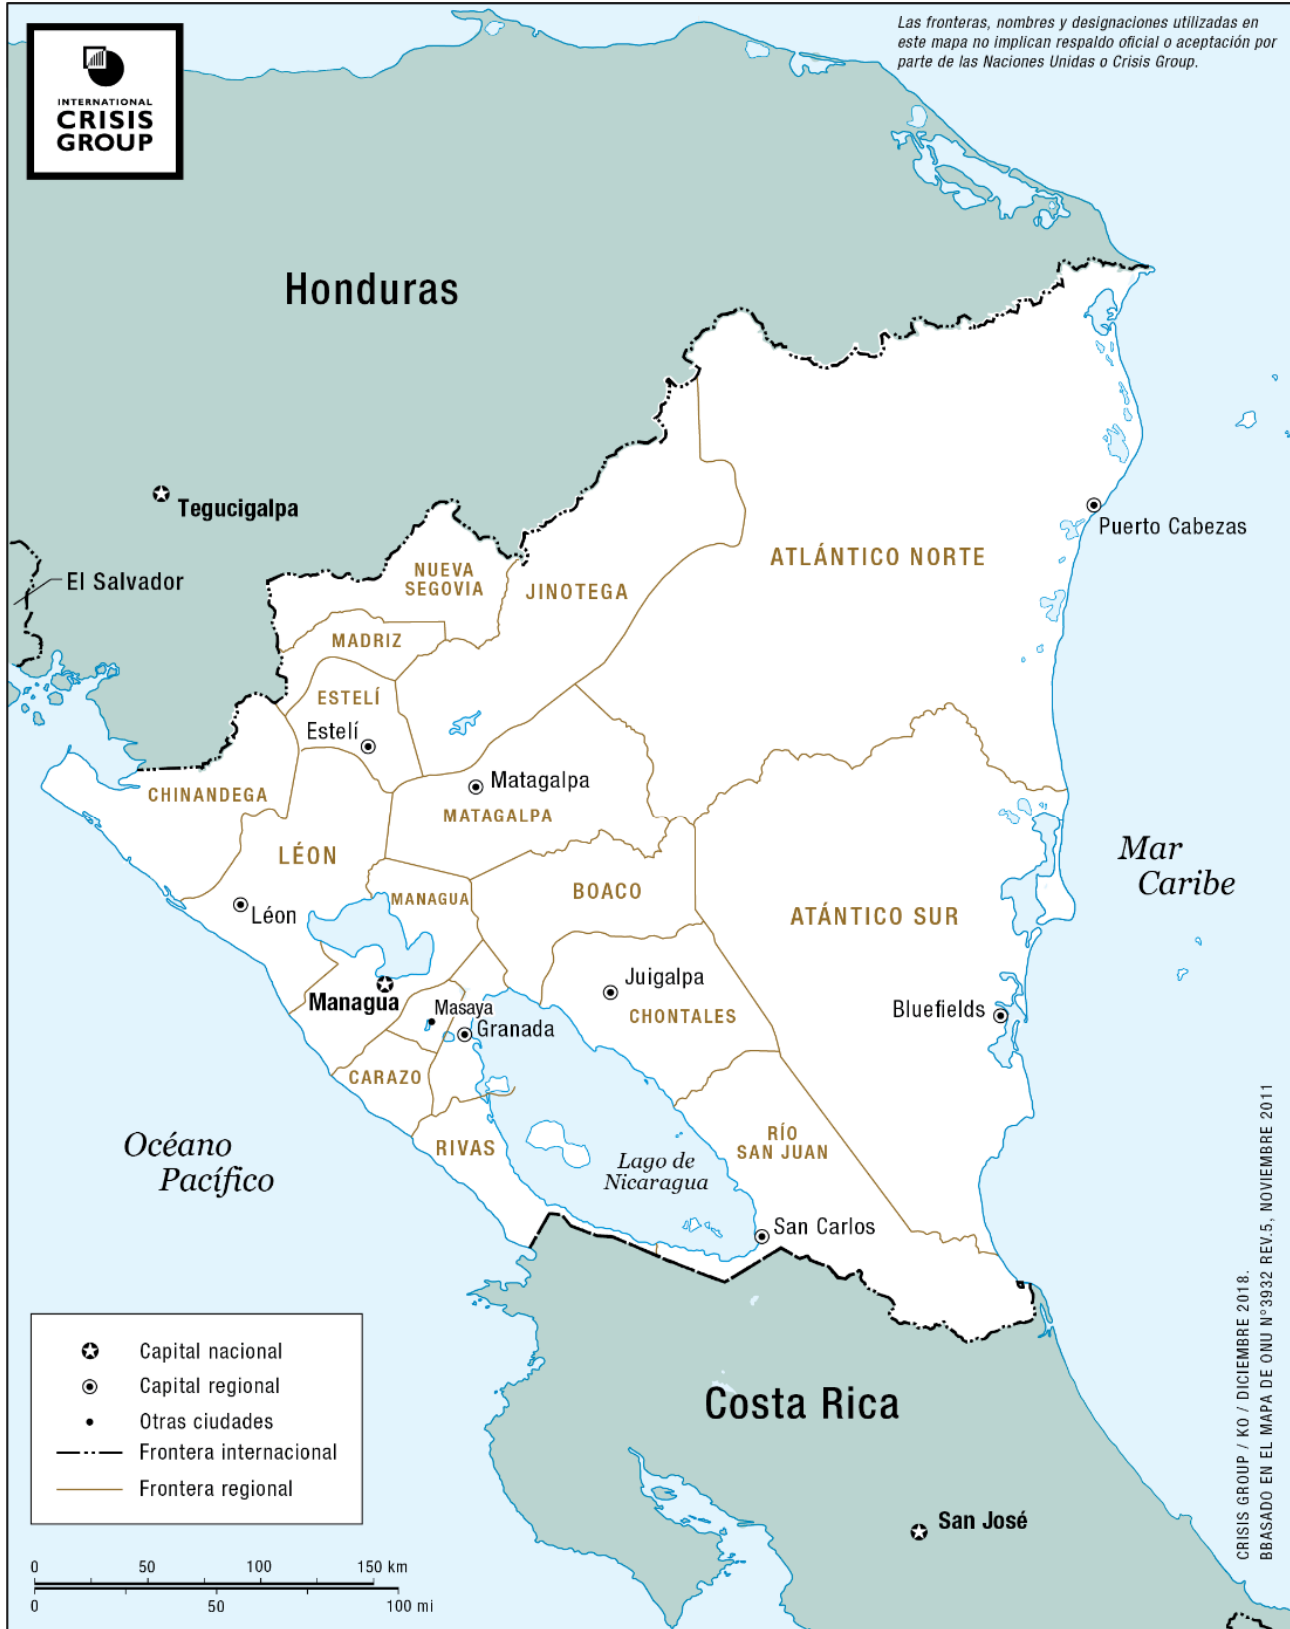 Las fronteras, nombres y designaciones utilizadas en
este mapa no implican respaldo oficial o aceptación por
parte de las Naciones Unidas o Crisis Group.
INTERNATIONAL
CRISIS
GROUP
Honduras
Tegucigalpa
El Salvador
NUEVA
SEGOVIA
JINOTEGA
ATLÁNTICO NORTE
Puerto Cabezas
MADRIZ
ESTELÍ
Estelí
CHINANDEGA
Matagalpa
MATAGALPA
LÉON
Léon
MANAGUA
BOACO
ATÁNTICO SUR
Mar
Caribe
Managua
Masaya
Granada
Juigalpa
CHONTALES
Bluefields
CARAZO
RIVAS
RÍO
SAN JUAN
Océano
Pacífico
Lago de
Nicaragua
San Carlos
Costa Rica
San José
Capital nacional
Capital regional
Otras ciudades
Frontera internacional
Frontera regional
0 50 100 150 km
0 50 100 mi
CRISIS GROUP / KO / DICIEMBRE 2018.
BBASADO EN EL MAPA DE ONU N°3932 REV.5, NOVIEMBRE 2011